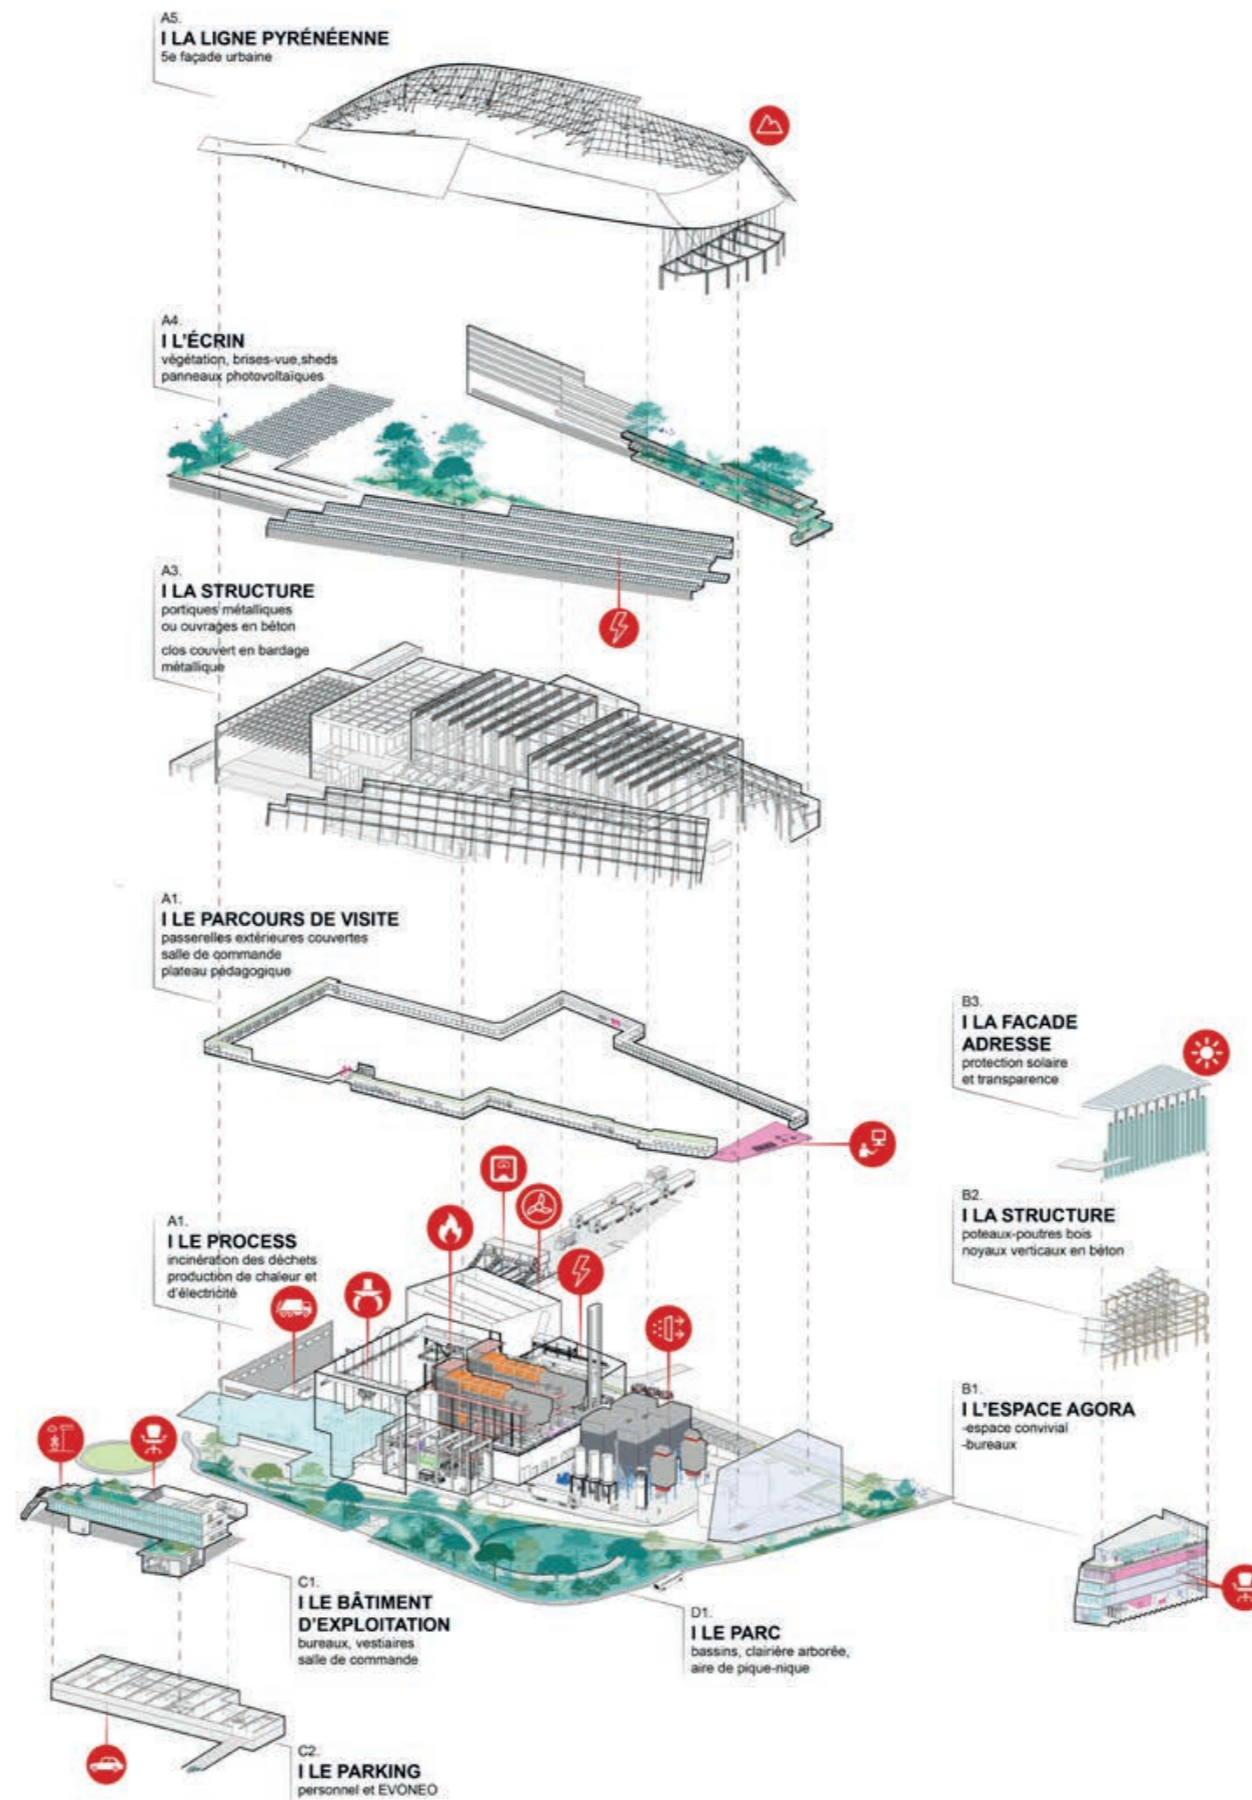 A5.
I LA LIGNE PYRÉNÉENNE
5e façade urbaine
A4.
I L'ÉCRIN
végétation, brises-vue,sheds
panneaux photovoltaïques
A3.
I LA STRUCTURE
portiques métalliques
ou ouvrages en béton
clos couvert en bardage
métallique
A1.
I LE PARCOURS DE VISITE
passerelles extérieures couvertes
salle de commande
plateau pédagogique
A1.
I LE PROCESS
incinération des déchets
production de chaleur et
d'électricité
B3.
I LA FACADE
ADRESSE
protection solaire
et transparence
B2.
I LA STRUCTURE
poteaux-poutres bois
noyaux verticaux en béton
B1.
I L'ESPACE AGORA
-espace convivial
-bureaux
C1.
I LE BÂTIMENT
D'EXPLOITATION
bureaux, vestiaires
salle de commande
D1.
I LE PARC
bassins, clairière arborée,
aire de pique-nique
C2.
I LE PARKING
personnel et EVONEO